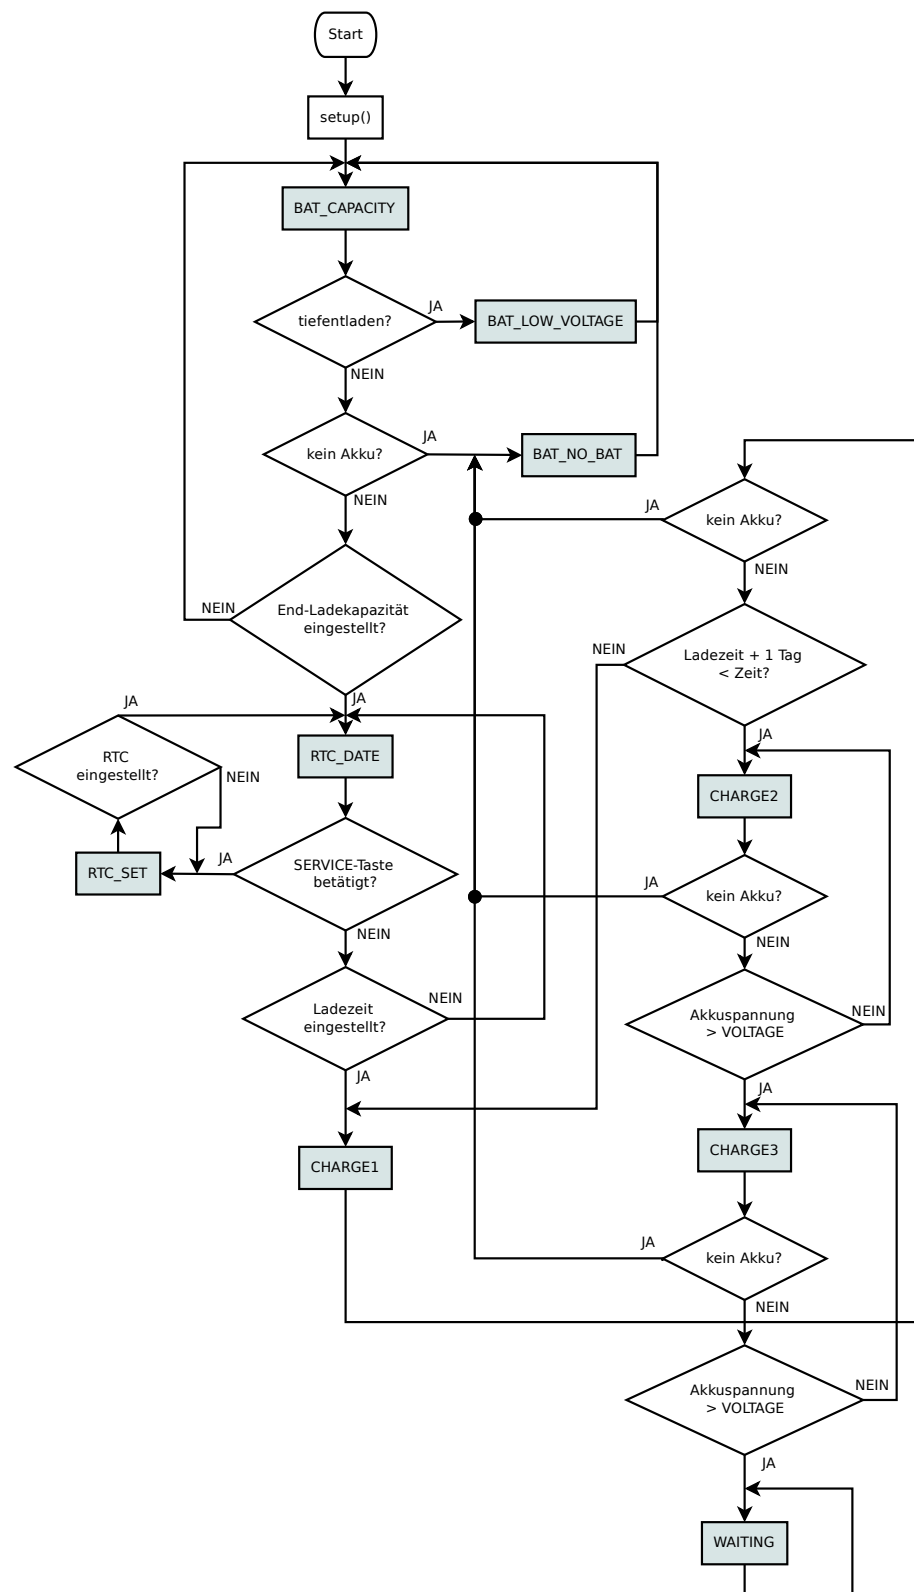 Start
setup()
BAT_CAPACITY
tiefentladen?
JA
BAT_LOW_VOLTAGE
NEIN
kein Akku?
JA
BAT_NO_BAT
NEIN
End-Ladekapazität
eingestellt?
NEIN
JA
RTC_DATE
JA
RTC
eingestellt?
NEIN
RTC_SET
JA
SERVICE-Taste
betätigt?
NEIN
Ladezeit
eingestellt?
NEIN
JA
CHARGE1
kein Akku?
JA
NEIN
Ladezeit + 1 Tag
< Zeit?
NEIN
JA
CHARGE2
kein Akku?
JA
NEIN
Akkuspannung
> VOLTAGE
NEIN
JA
CHARGE3
kein Akku?
JA
NEIN
Akkuspannung
> VOLTAGE
NEIN
JA
WAITING